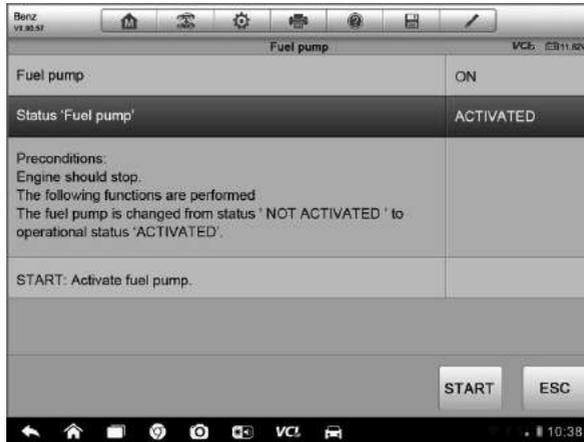 Benz
V1.90.57
Fuel pump
VCI
Fuel pump
ON
Status 'Fuel pump'
ACTIVATED
Preconditions:
Engine should stop.
The following functions are performed
The fuel pump is changed from status ' NOT ACTIVATED ' to
operational status 'ACTIVATED'.
START: Activate fuel pump.
START
ESC
VCI
10:38